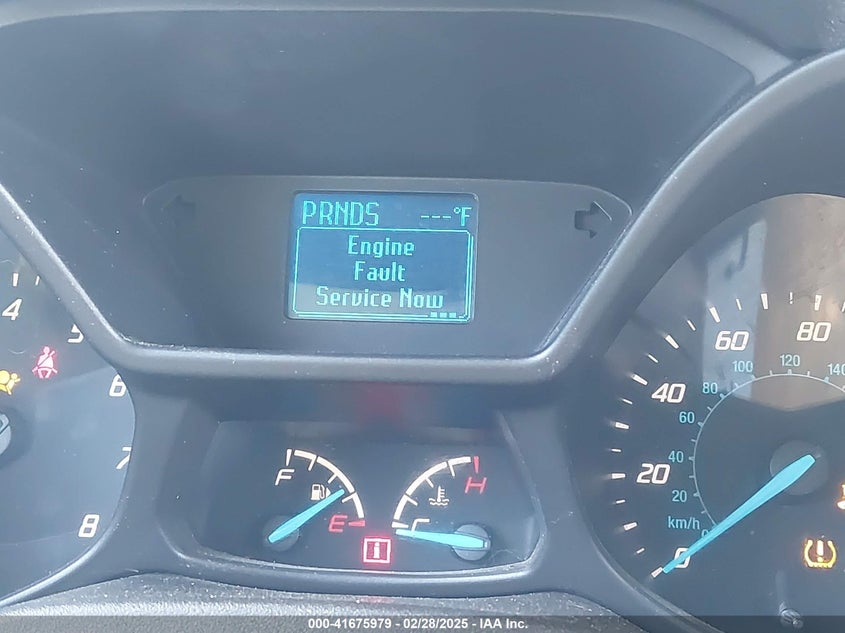 PRNDS ---°F
Engine
Fault
Service Now
4
5
6
7
8
F
E
C
H
0
20
40
60
80
km/h
0
20
40
60
80
100
120
140
000-41675979 - 02/28/2025 - IAA Inc.